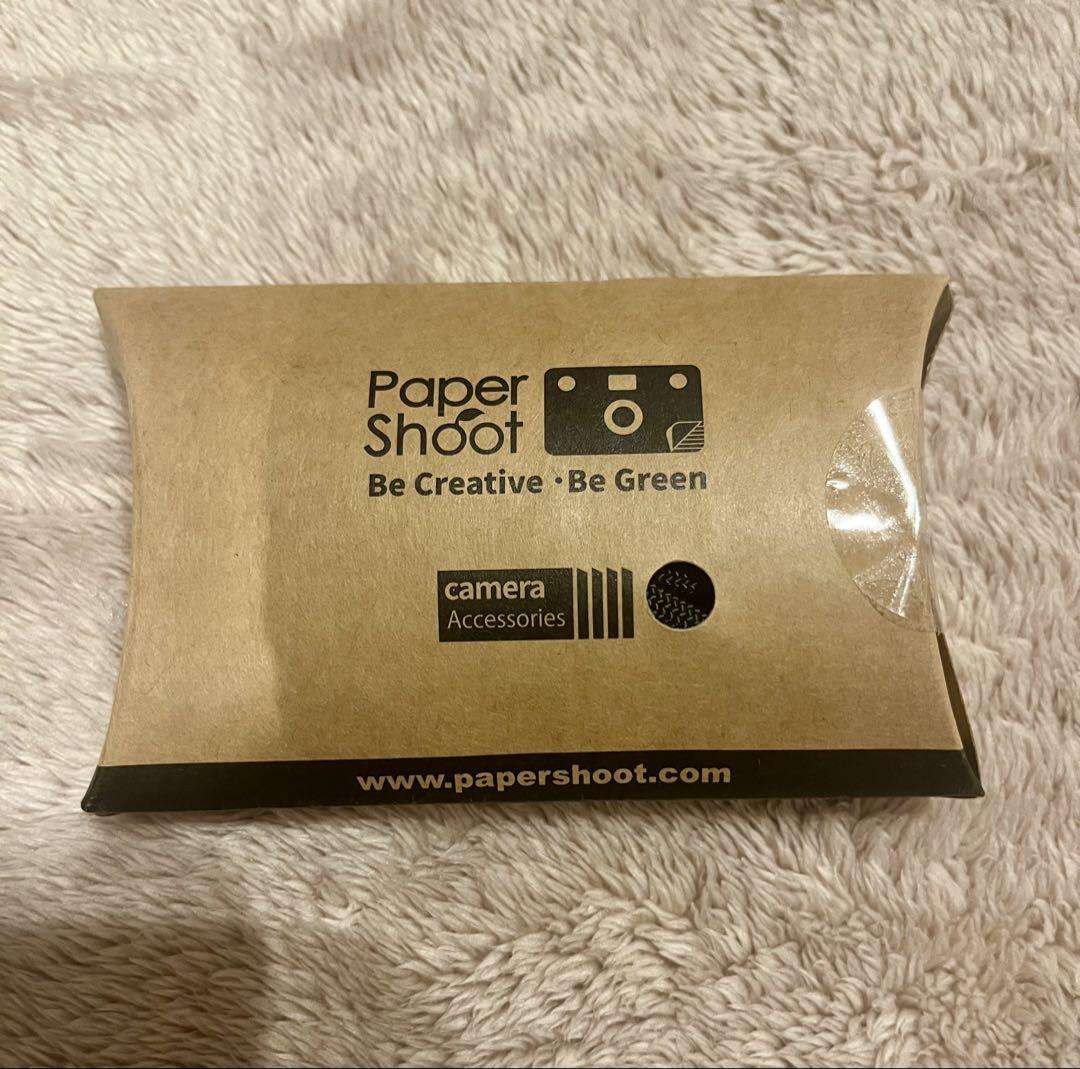 Paper
Shoot
Be Creative · Be Green
camera
Accessories
www.papershoot.com